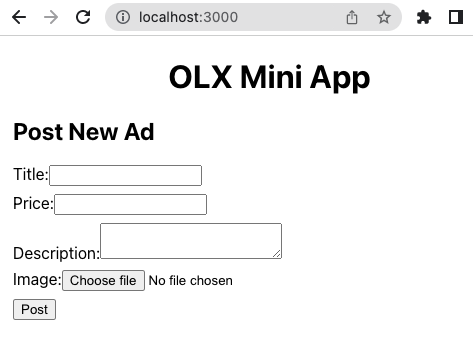 localhost:3000
OLX Mini App
Post New Ad
Title:
Price:
Description:
Image: Choose file No file chosen
Post